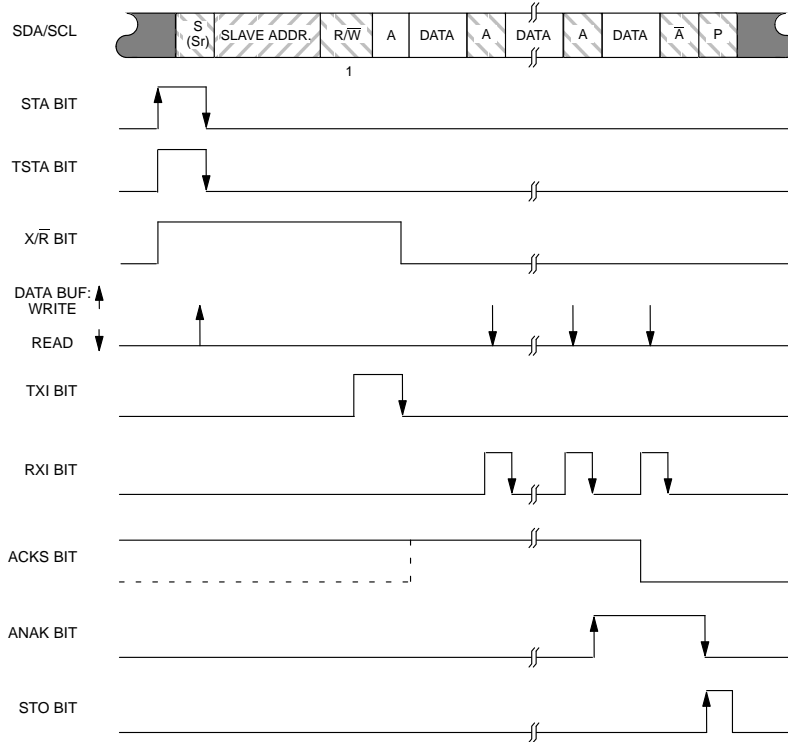 SDA/SCL
S
(Sr)
SLAVE ADDR.
R/W̅
A
DATA
A
DATA
A
DATA
A̅
P
1
STA BIT
TSTA BIT
X/R̅ BIT
DATA BUF:
WRITE
READ
TXI BIT
RXI BIT
ACKS BIT
ANAK BIT
STO BIT